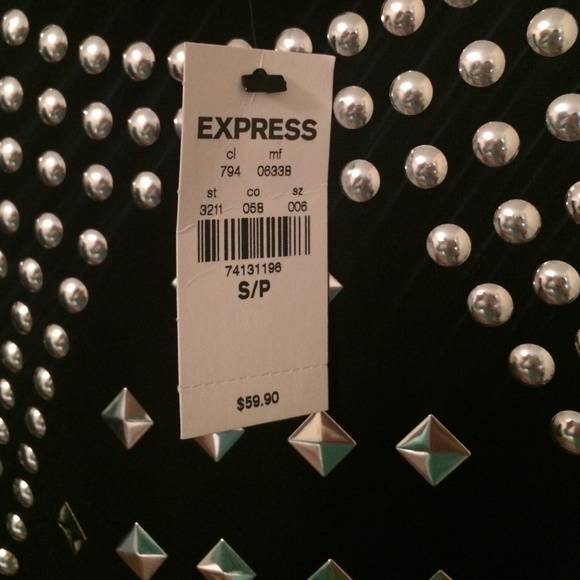 EXPRESS
cl mf
794 06338
st co sz
3211 058 006
74131196
S/P
$59.90